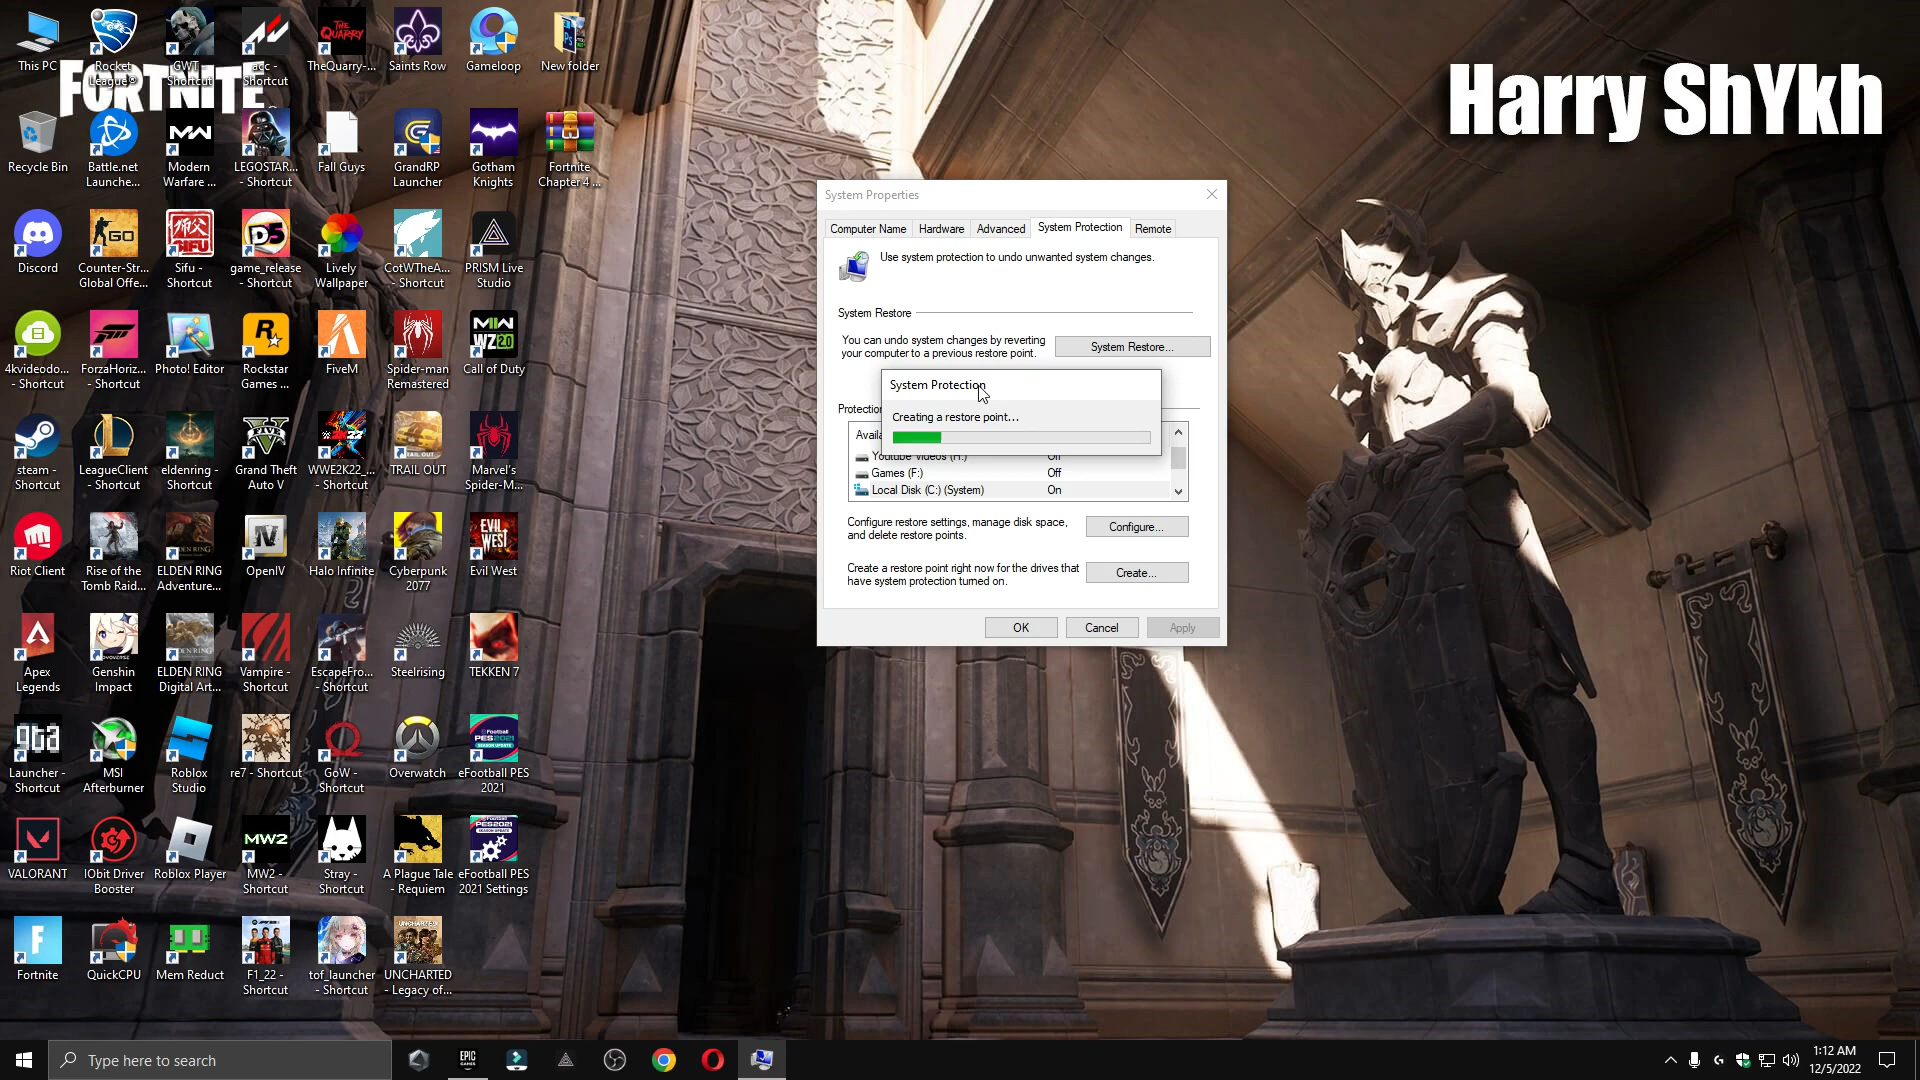 This PC
Rocket League®
GWT - Shortcut
acc - Shortcut
TheQuarry-...
Saints Row
Gameloop
New folder
FORTNITE
Harry ShYkh
Recycle Bin
Battle.net Launche...
Modern Warfare ...
LEGOSTAR... - Shortcut
Fall Guys
GrandRP Launcher
Gotham Knights
Fortnite Chapter 4 ...
Discord
Counter-Str... Global Offe...
Sifu - Shortcut
game_release - Shortcut
Lively Wallpaper
CotWTheA... - Shortcut
PRISM Live Studio
4kvideodo... - Shortcut
ForzaHoriz... - Shortcut
Photo! Editor
Rockstar Games ...
FiveM
Spider-man Remastered
Call of Duty
steam - Shortcut
LeagueClient - Shortcut
eldenring - Shortcut
Grand Theft Auto V
WWE2K22_... - Shortcut
TRAIL OUT
Marvel's Spider-M...
Riot Client
Rise of the Tomb Raid...
ELDEN RING Adventure...
OpenIV
Halo Infinite
Cyberpunk 2077
Evil West
Apex Legends
Genshin Impact
ELDEN RING Digital Art...
Vampire - Shortcut
EscapeFro... - Shortcut
Steelrising
TEKKEN 7
Launcher - Shortcut
MSI Afterburner
Roblox Studio
re7 - Shortcut
GoW - Shortcut
Overwatch
eFootball PES 2021
VALORANT
IObit Driver Booster
Roblox Player
MW2 - Shortcut
Stray - Shortcut
A Plague Tale - Requiem
eFootball PES 2021 Settings
Fortnite
QuickCPU
Mem Reduct
F1_22 - Shortcut
tof_launcher - Shortcut
UNCHARTED - Legacy of...
System Properties
Computer Name
Hardware
Advanced
System Protection
Remote
Use system protection to undo unwanted system changes.
System Restore
You can undo system changes by reverting
your computer to a previous restore point.
System Restore...
System Protection
Creating a restore point...
Protection
Availa
Youtube Videos (H:) Off
Games (F:) Off
Local Disk (C:) (System) On
Configure restore settings, manage disk space,
and delete restore points.
Configure...
Create a restore point right now for the drives that
have system protection turned on.
Create...
OK
Cancel
Apply
Type here to search
1:12 AM
12/5/2022